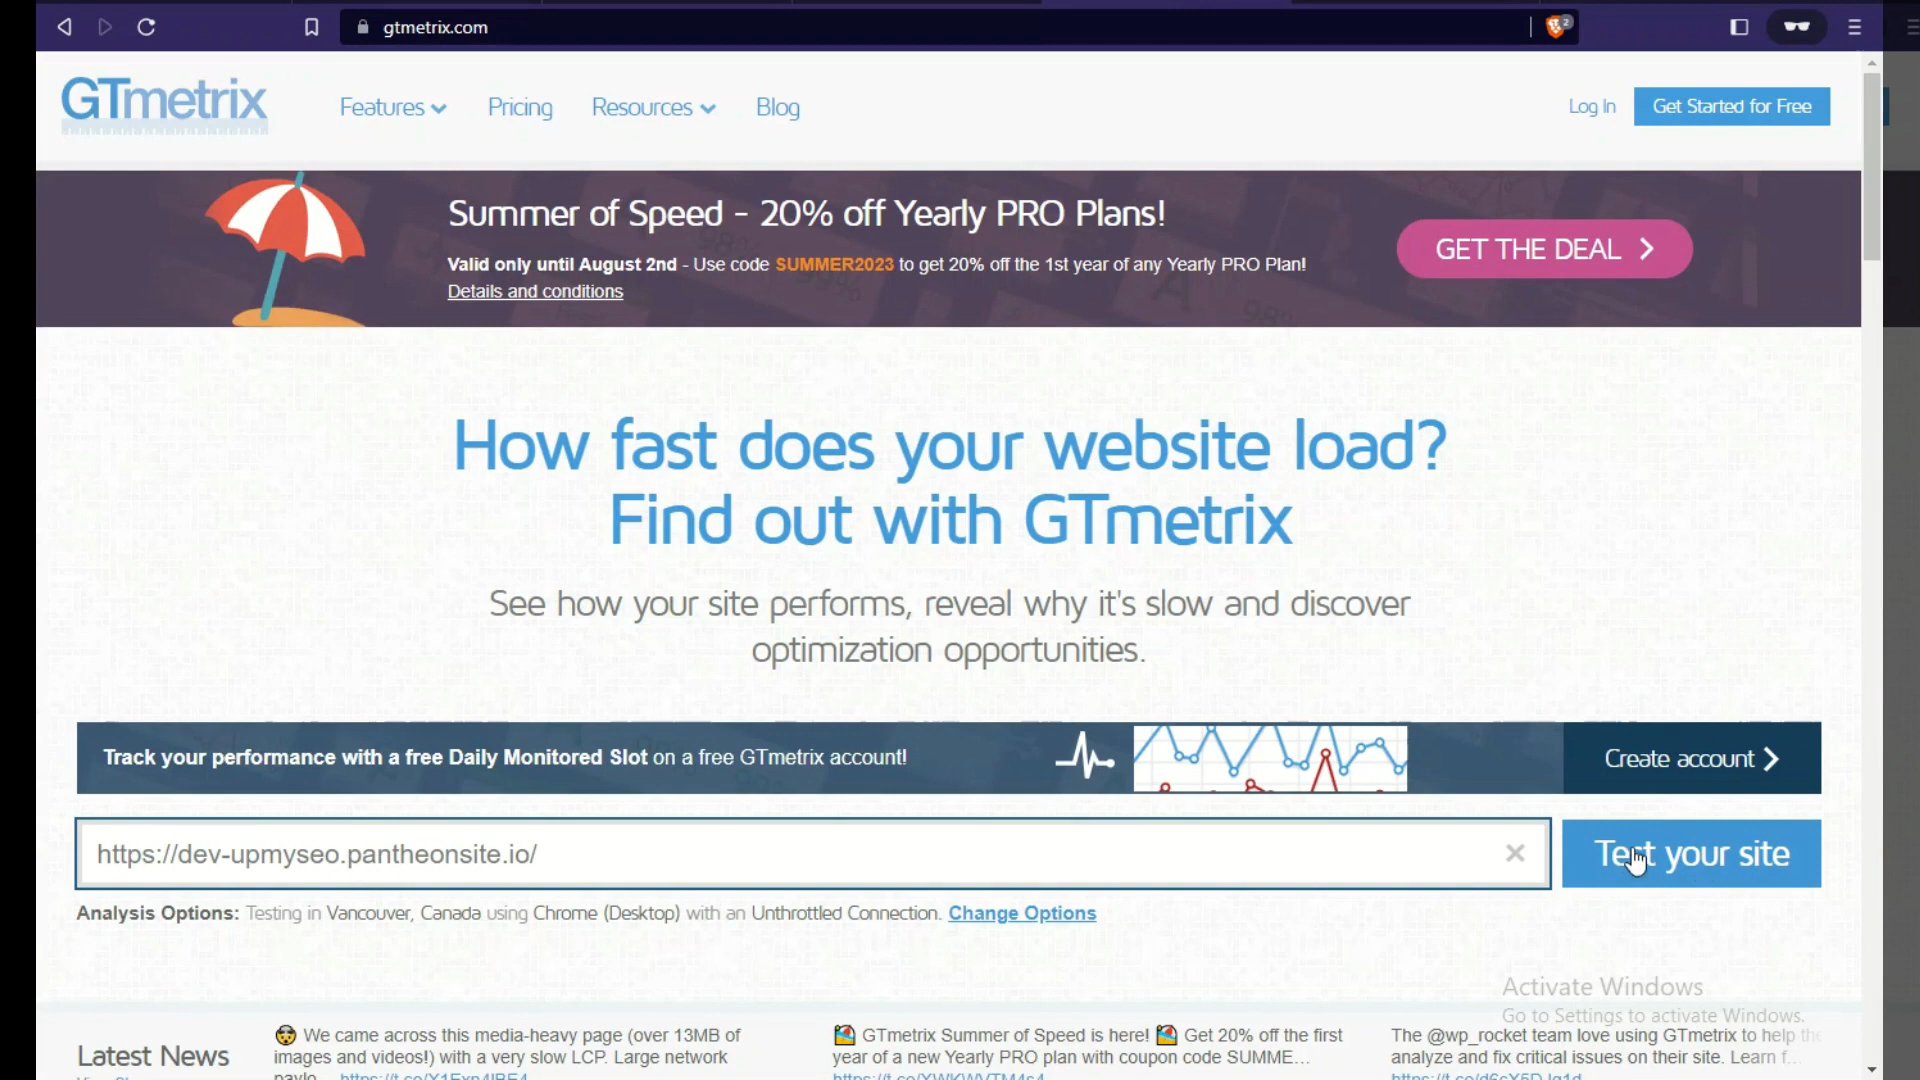 gtmetrix.com
2
GTmetrix
Features
Pricing
Resources
Blog
Log In
Get Started for Free
Summer of Speed - 20% off Yearly PRO Plans!
Valid only until August 2nd - Use code SUMMER2023 to get 20% off the 1st year of any Yearly PRO Plan!
Details and conditions
GET THE DEAL
How fast does your website load?
Find out with GTmetrix
See how your site performs, reveal why it's slow and discover
optimization opportunities.
Track your performance with a free Daily Monitored Slot on a free GTmetrix account!
Create account
https://dev-upmyseo.pantheonsite.io/
Test your site
Analysis Options: Testing in Vancouver, Canada using Chrome (Desktop) with an Unthrottled Connection. Change Options
Activate Windows
Go to Settings to activate Windows.
Latest News
😯 We came across this media-heavy page (over 13MB of
images and videos!) with a very slow LCP. Large network
GTmetrix Summer of Speed is here! Get 20% off the first
year of a new Yearly PRO plan with coupon code SUMME...
The @wp_rocket team love using GTmetrix to help the
analyze and fix critical issues on their site. Learn f...